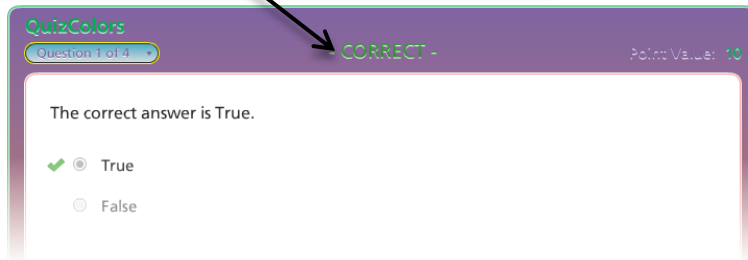 QuizColors
Question 1 of 4
- CORRECT -
Point Value: 10
The correct answer is True.
True
False